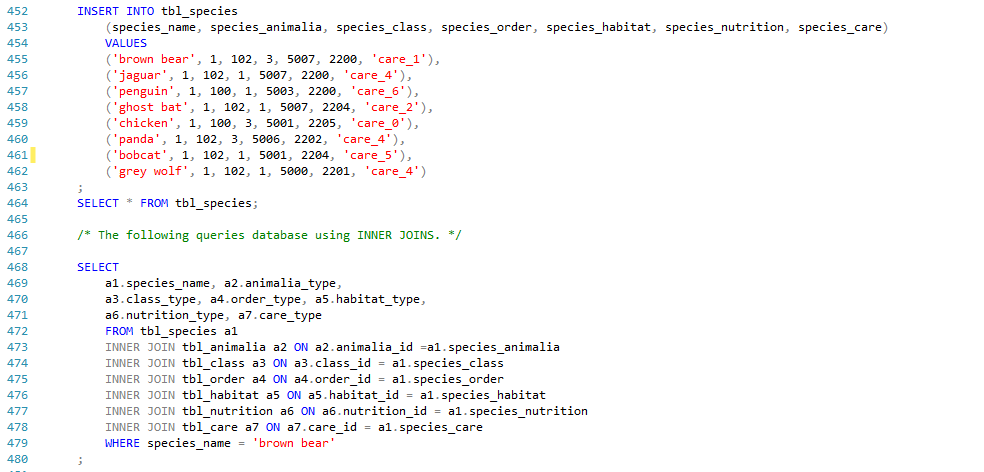 452 INSERT INTO tbl_species
453 (species_name, species_animalia, species_class, species_order, species_habitat, species_nutrition, species_care)
454 VALUES
455 ('brown bear', 1, 102, 3, 5007, 2200, 'care_1'),
456 ('jaguar', 1, 102, 1, 5007, 2200, 'care_4'),
457 ('penguin', 1, 100, 1, 5003, 2200, 'care_6'),
458 ('ghost bat', 1, 102, 1, 5007, 2204, 'care_2'),
459 ('chicken', 1, 100, 3, 5001, 2205, 'care_0'),
460 ('panda', 1, 102, 3, 5006, 2202, 'care_4'),
461 ('bobcat', 1, 102, 1, 5001, 2204, 'care_5'),
462 ('grey wolf', 1, 102, 1, 5000, 2201, 'care_4')
463 ;
464 SELECT * FROM tbl_species;
465
466 /* The following queries database using INNER JOINS. */
467
468 SELECT
469 a1.species_name, a2.animalia_type,
470 a3.class_type, a4.order_type, a5.habitat_type,
471 a6.nutrition_type, a7.care_type
472 FROM tbl_species a1
473 INNER JOIN tbl_animalia a2 ON a2.animalia_id =a1.species_animalia
474 INNER JOIN tbl_class a3 ON a3.class_id = a1.species_class
475 INNER JOIN tbl_order a4 ON a4.order_id = a1.species_order
476 INNER JOIN tbl_habitat a5 ON a5.habitat_id = a1.species_habitat
477 INNER JOIN tbl_nutrition a6 ON a6.nutrition_id = a1.species_nutrition
478 INNER JOIN tbl_care a7 ON a7.care_id = a1.species_care
479 WHERE species_name = 'brown bear'
480 ;